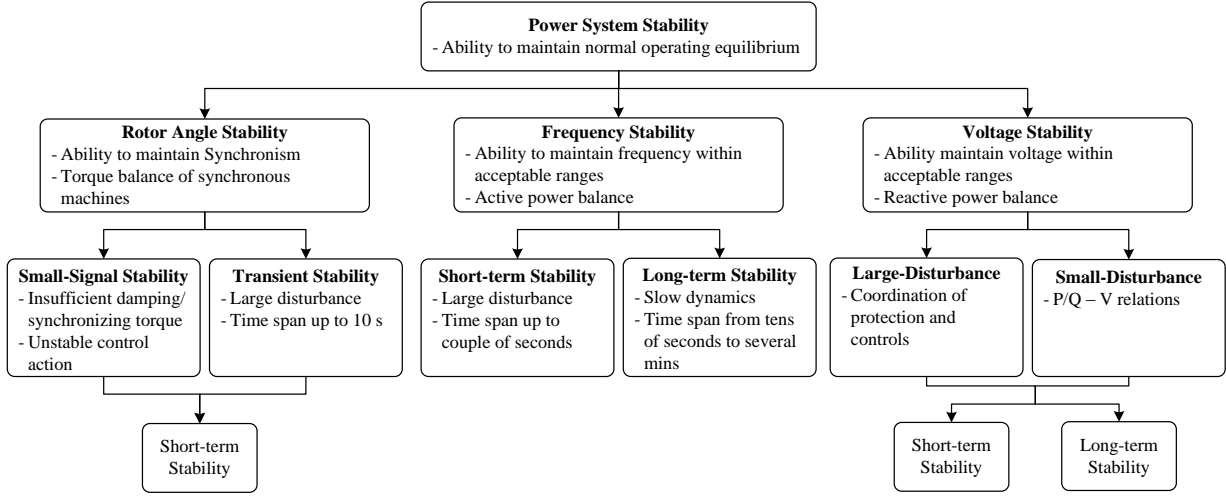 Power System Stability
- Ability to maintain normal operating equilibrium
Rotor Angle Stability
- Ability to maintain Synchronism
- Torque balance of synchronous
machines
Frequency Stability
- Ability to maintain frequency within
acceptable ranges
- Active power balance
Voltage Stability
- Ability maintain voltage within
acceptable ranges
- Reactive power balance
Small-Signal Stability
- Insufficient damping/
synchronizing torque
- Unstable control
action
Transient Stability
- Large disturbance
- Time span up to 10 s
Short-term Stability
- Large disturbance
- Time span up to
couple of seconds
Long-term Stability
- Slow dynamics
- Time span from tens
of seconds to several
mins
Large-Disturbance
- Coordination of
protection and
controls
Small-Disturbance
- P/Q – V relations
Short-term
Stability
Short-term
Stability
Long-term
Stability